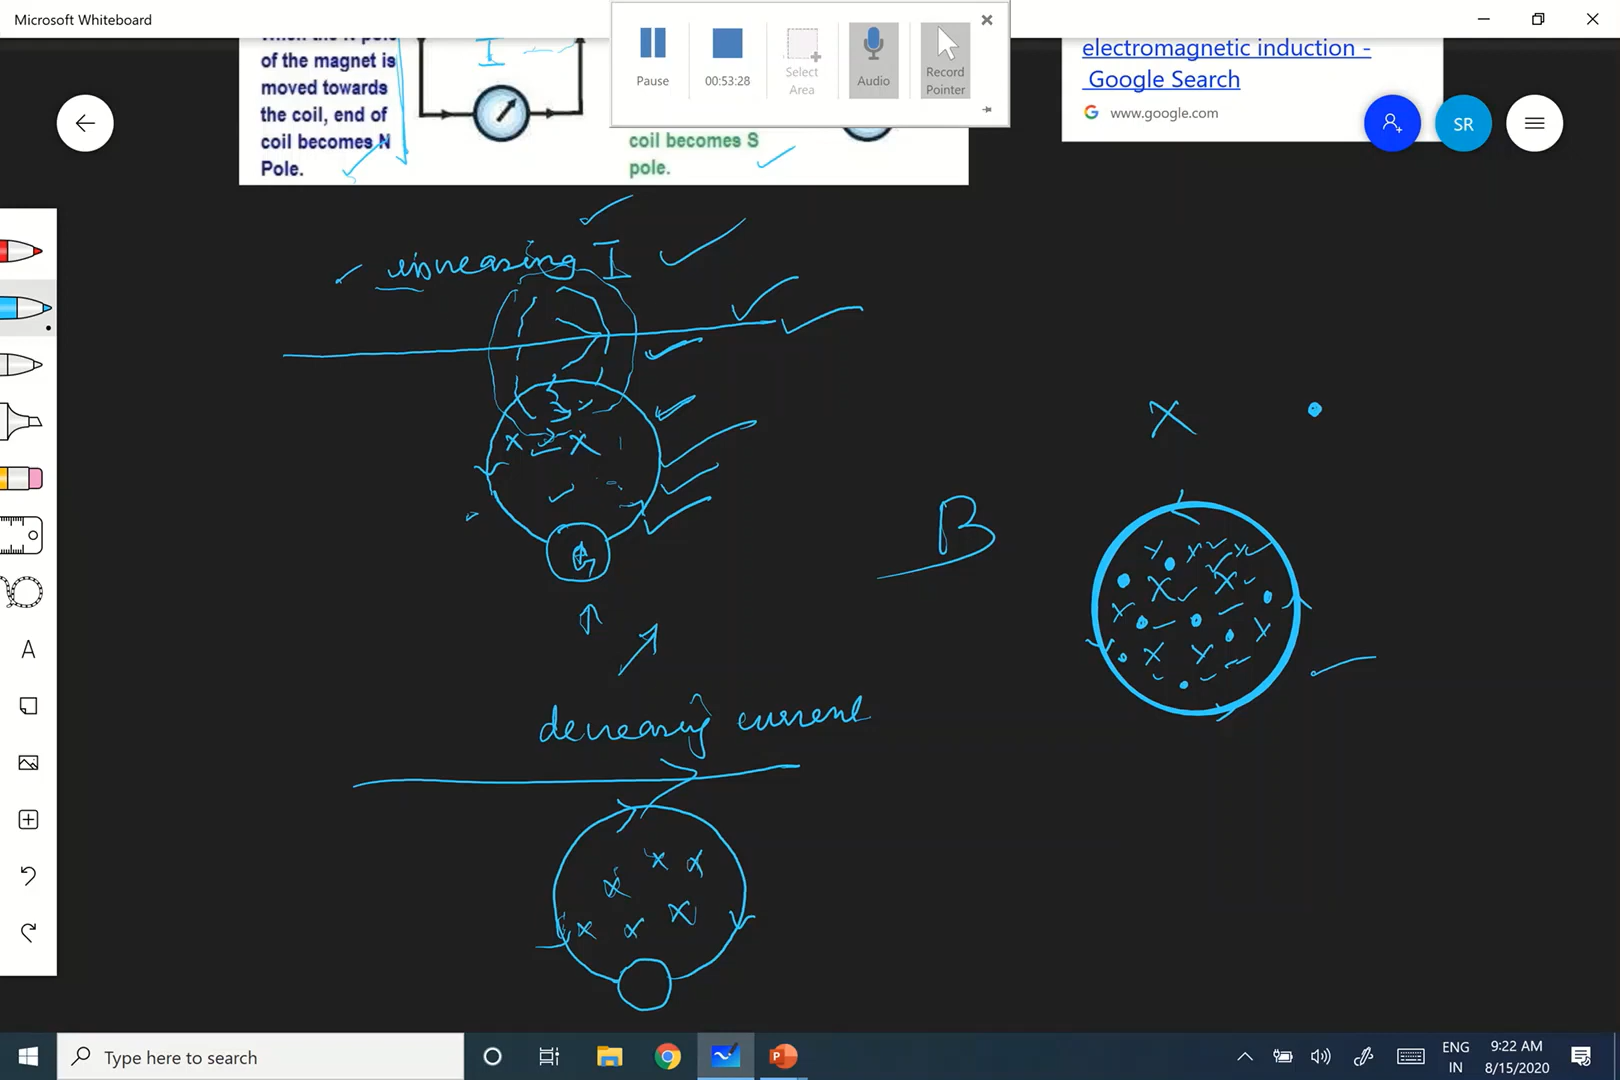 Microsoft Whiteboard
of the magnet is
moved towards
the coil, end of
coil becomes N
Pole.
I
coil becomes S
pole.
Pause
00:53:28
Select
Area
Audio
Record
Pointer
electromagnetic induction -
Google Search
www.google.com
SR
increasing I
X X
G
B
X
decreasing current
A
Type here to search
ENG
IN
9:22 AM
8/15/2020